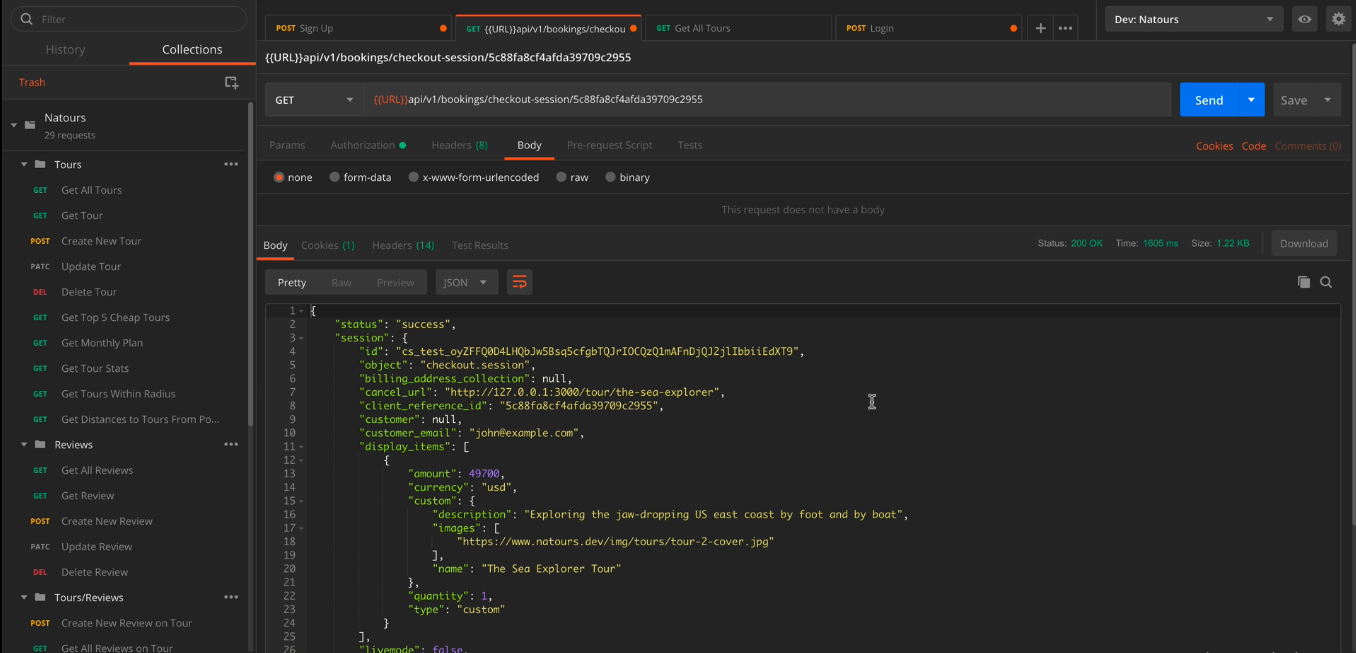 Filter
History
Collections
Trash
Natours
29 requests
Tours
GET Get All Tours
GET Get Tour
POST Create New Tour
PATC Update Tour
DEL Delete Tour
GET Get Top 5 Cheap Tours
GET Get Monthly Plan
GET Get Tour Stats
GET Get Tours Within Radius
GET Get Distances to Tours From Po...
Reviews
GET Get All Reviews
GET Get Review
POST Create New Review
PATC Update Review
DEL Delete Review
Tours/Reviews
POST Create New Review on Tour
GET Get All Reviews on Tour
POST Sign Up
GET {{URL}}api/v1/bookings/checkou
GET Get All Tours
POST Login
Dev: Natours
{{URL}}api/v1/bookings/checkout-session/5c88fa8cf4afda39709c2955
GET {{URL}}api/v1/bookings/checkout-session/5c88fa8cf4afda39709c2955 Send Save
Params Authorization Headers (8) Body Pre-request Script Tests Cookies Code Comments (0)
none form-data x-www-form-urlencoded raw binary
This request does not have a body
Body Cookies (1) Headers (14) Test Results Status: 200 OK Time: 1605 ms Size: 1.22 KB Download
Pretty Raw Preview JSON
1 {
2 "status": "success",
3 "session": {
4 "id": "cs_test_oyZFFQ0D4LHQbJw5Bsq5cfgbTQJrIOCQzQ1mAFnDjQJ2jlIbbiiEdXT9",
5 "object": "checkout.session",
6 "billing_address_collection": null,
7 "cancel_url": "http://127.0.0.1:3000/tour/the-sea-explorer",
8 "client_reference_id": "5c88fa8cf4afda39709c2955",
9 "customer": null,
10 "customer_email": "john@example.com",
11 "display_items": [
12 {
13 "amount": 49700,
14 "currency": "usd",
15 "custom": {
16 "description": "Exploring the jaw-dropping US east coast by foot and by boat",
17 "images": [
18 "https://www.natours.dev/img/tours/tour-2-cover.jpg"
19 ],
20 "name": "The Sea Explorer Tour"
21 },
22 "quantity": 1,
23 "type": "custom"
24 }
25 ],
26 "livemode": false,